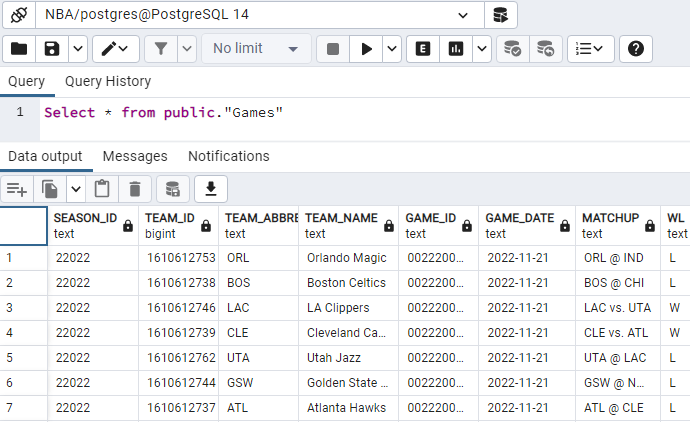 NBA/postgres@PostgreSQL 14
No limit
Query Query History
1 Select * from public."Games"
Data output Messages Notifications
SEASON_ID TEAM_ID TEAM_ABBRE TEAM_NAME GAME_ID GAME_DATE MATCHUP WL
text bigint text text text text text text
1 22022 1610612753 ORL Orlando Magic 0022200... 2022-11-21 ORL @ IND L
2 22022 1610612738 BOS Boston Celtics 0022200... 2022-11-21 BOS @ CHI L
3 22022 1610612746 LAC LA Clippers 0022200... 2022-11-21 LAC vs. UTA W
4 22022 1610612739 CLE Cleveland Ca... 0022200... 2022-11-21 CLE vs. ATL W
5 22022 1610612762 UTA Utah Jazz 0022200... 2022-11-21 UTA @ LAC L
6 22022 1610612744 GSW Golden State ... 0022200... 2022-11-21 GSW @ N... L
7 22022 1610612737 ATL Atlanta Hawks 0022200... 2022-11-21 ATL @ CLE L